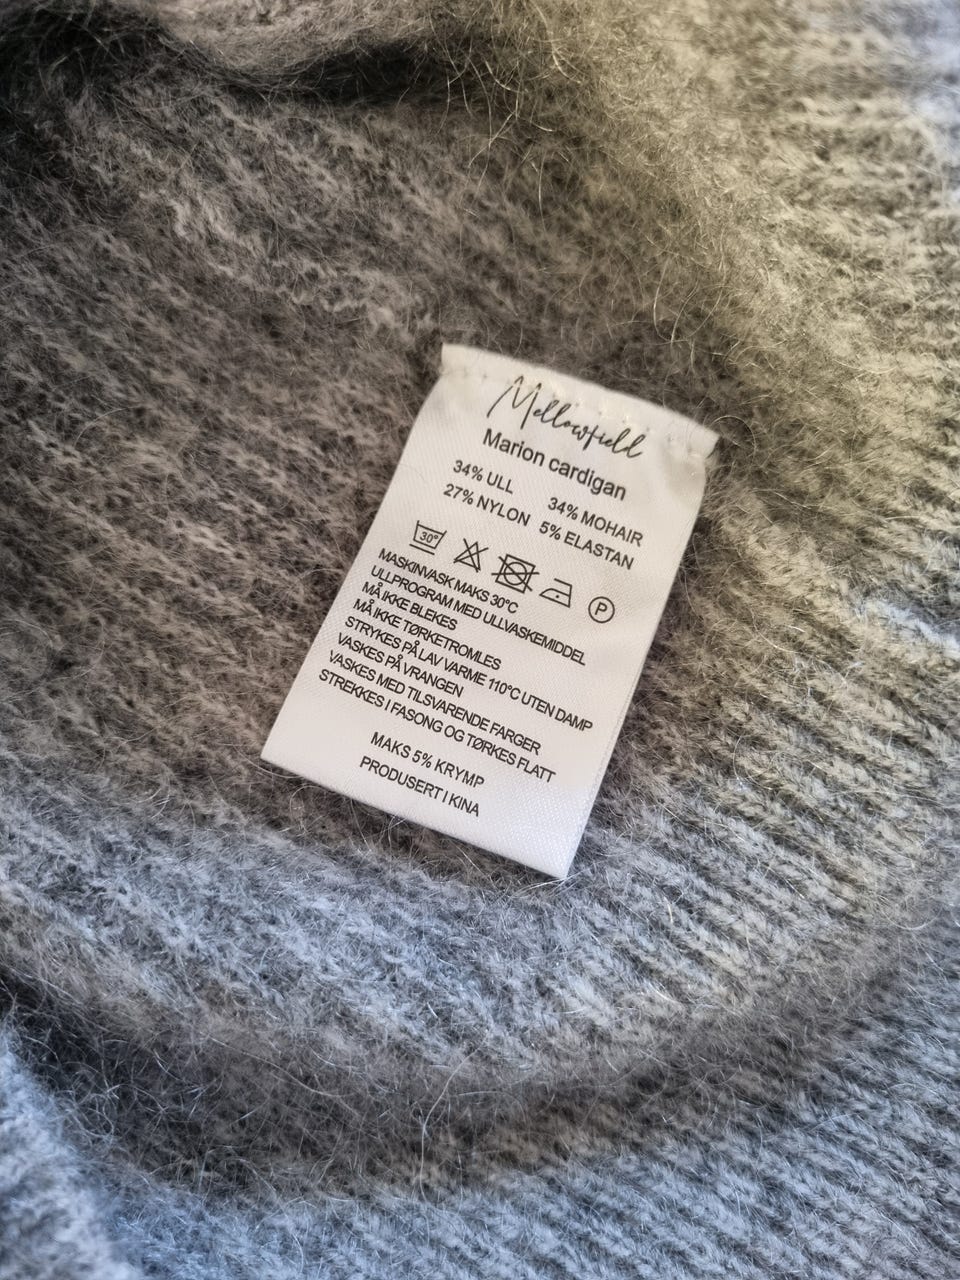 Mellowfield
Marion cardigan
34% ULL 34% MOHAIR
27% NYLON 5% ELASTAN
30° P
MASKINVASK MAKS 30°C
ULLPROGRAM MED ULLVASKEMIDDEL
MÅ IKKE BLEKES
MÅ IKKE TØRKETROMLES
STRYKES PÅ LAV VARME 110°C UTEN DAMP
VASKES PÅ VRANGEN
VASKES MED TILSVARENDE FARGER
STREKKES I FASONG OG TØRKES FLATT
MAKS 5% KRYMP
PRODUSERT I KINA